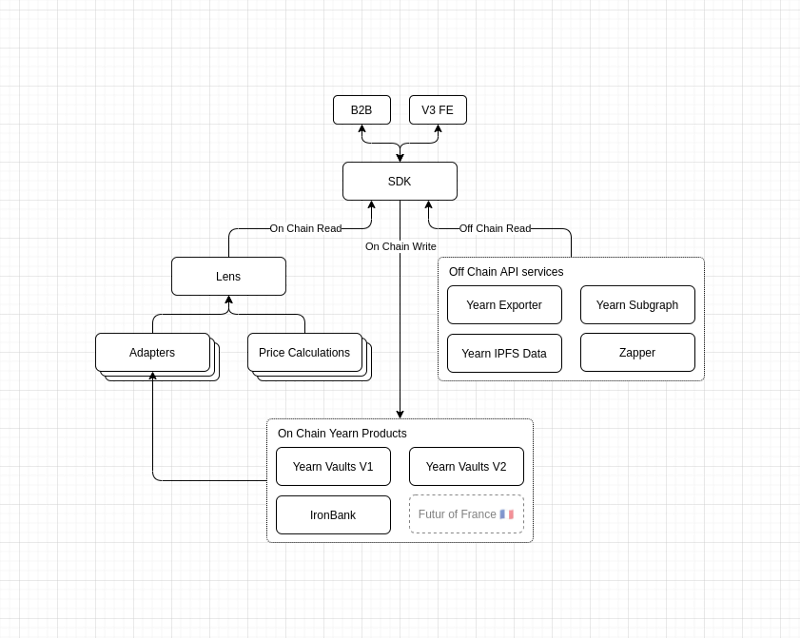 B2B
V3 FE
SDK
On Chain Read
Off Chain Read
On Chain Write
Lens
Off Chain API services
Yearn Exporter
Yearn Subgraph
Adapters
Price Calculations
Yearn IPFS Data
Zapper
On Chain Yearn Products
Yearn Vaults V1
Yearn Vaults V2
IronBank
Futur of France 🇫🇷